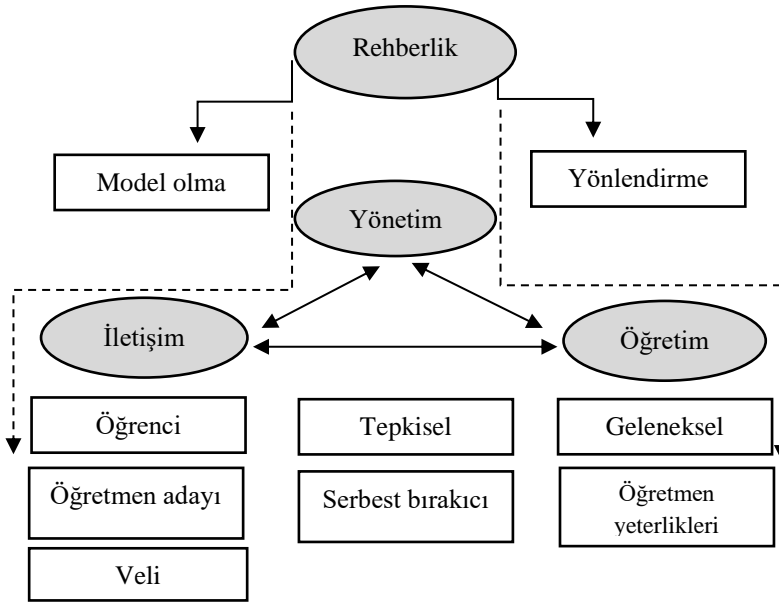 Rehberlik
Model olma
Yönlendirme
Yönetim
İletişim
Öğretim
Öğrenci
Tepkisel
Geleneksel
Öğretmen adayı
Serbest bırakıcı
Öğretmen
yeterlikleri
Veli